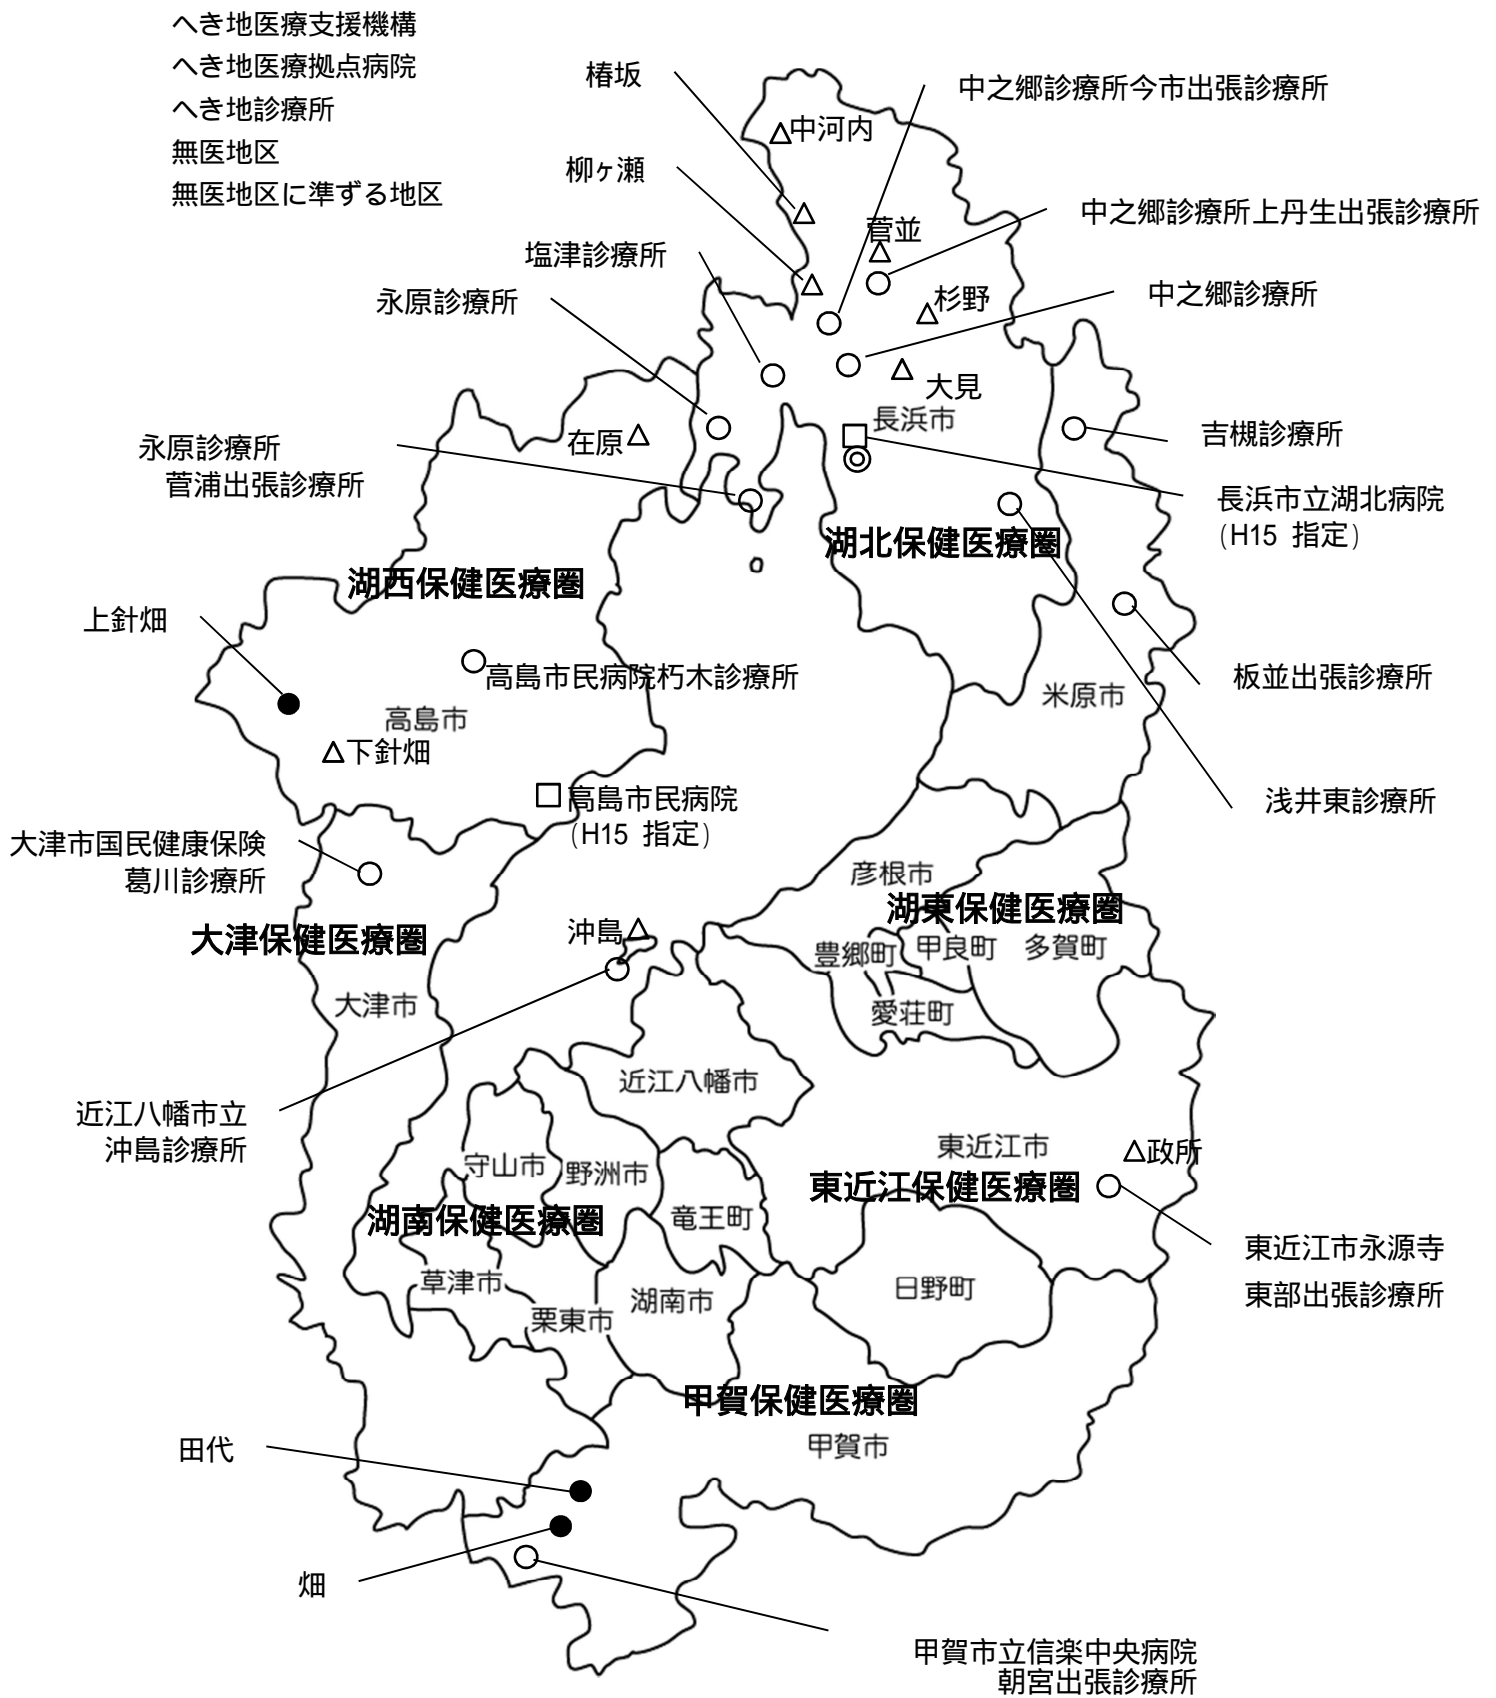 へき地医療支援機構
へき地医療拠点病院
へき地診療所
無医地区
無医地区に準ずる地区
椿坂
中之郷診療所今市出張診療所
中河内
柳ヶ瀬
中之郷診療所上丹生出張診療所
菅並
塩津診療所
永原診療所
杉野
中之郷診療所
大見
長浜市
在原
吉槻診療所
永原診療所
菅浦出張診療所
長浜市立湖北病院
(H15 指定)
湖北保健医療圏
湖西保健医療圏
上針畑
高島市民病院朽木診療所
板並出張診療所
米原市
高島市
下針畑
高島市民病院
(H15 指定)
浅井東診療所
大津市国民健康保険
葛川診療所
彦根市
湖東保健医療圏
大津保健医療圏
沖島
豊郷町
甲良町
多賀町
大津市
愛荘町
近江八幡市
近江八幡市立
沖島診療所
東近江市
政所
守山市
野洲市
東近江保健医療圏
湖南保健医療圏
竜王町
東近江市永源寺
東部出張診療所
草津市
日野町
湖南市
栗東市
甲賀保健医療圏
甲賀市
田代
畑
甲賀市立信楽中央病院
朝宮出張診療所